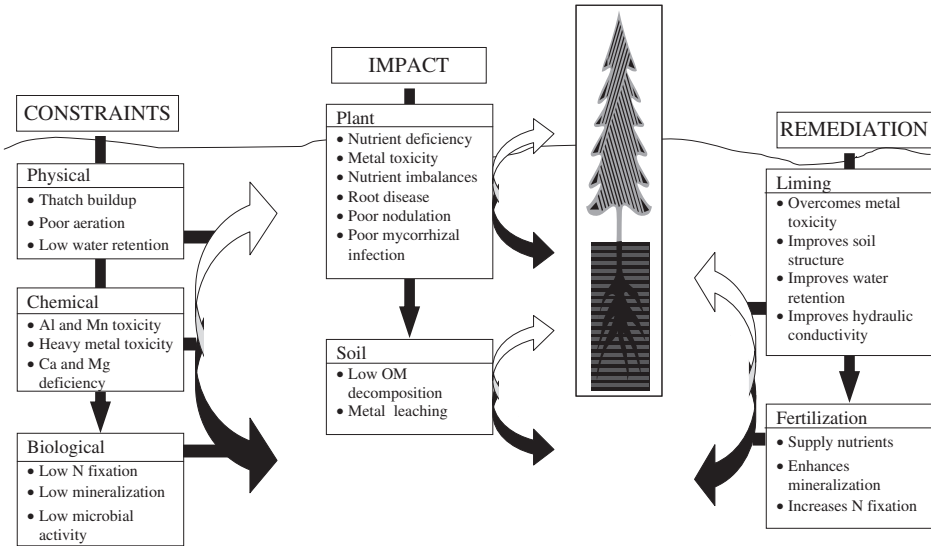 CONSTRAINTS
Physical
• Thatch buildup
• Poor aeration
• Low water retention
Chemical
• Al and Mn toxicity
• Heavy metal toxicity
• Ca and Mg
deficiency
Biological
• Low N fixation
• Low mineralization
• Low microbial
activity
IMPACT
Plant
• Nutrient deficiency
• Metal toxicity
• Nutrient imbalances
• Root disease
• Poor nodulation
• Poor mycorrhizal
infection
Soil
• Low OM
decomposition
• Metal leaching
REMEDIATION
Liming
• Overcomes metal
toxicity
• Improves soil
structure
• Improves water
retention
• Improves hydraulic
conductivity
Fertilization
• Supply nutrients
• Enhances
mineralization
• Increases N fixation